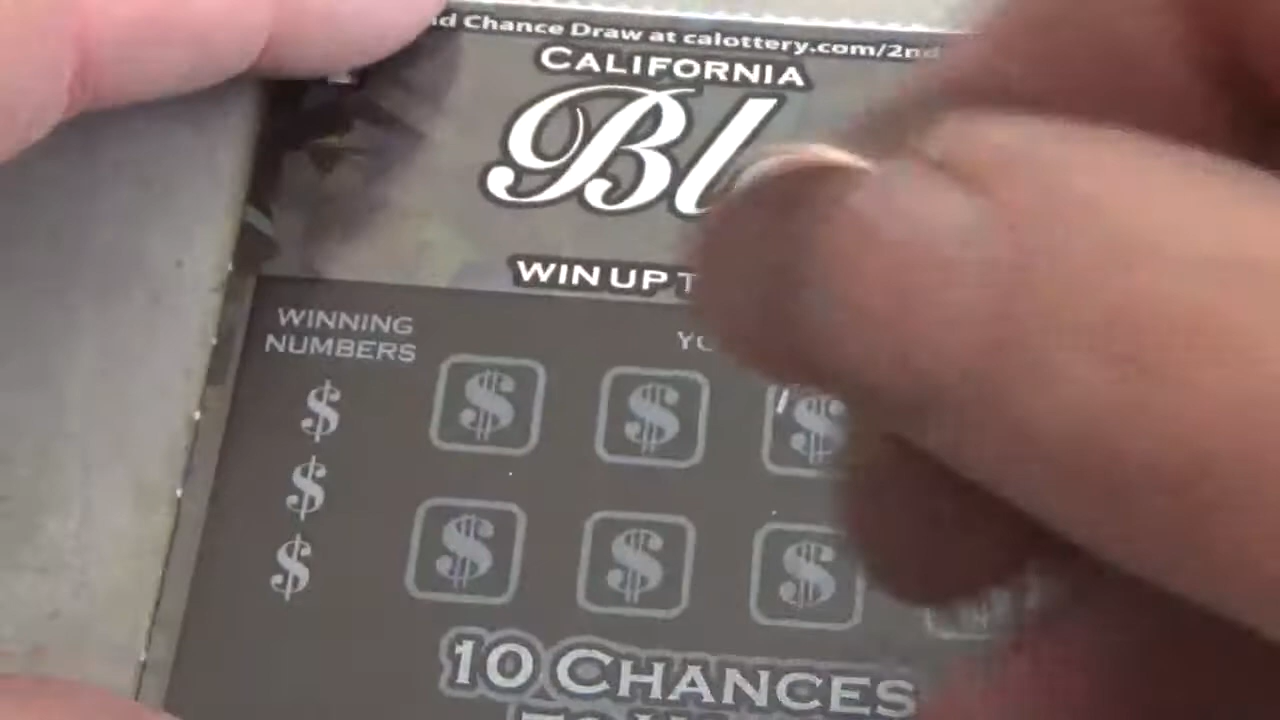 d Chance Draw at calottery.com/2nd
CALIFORNIA
Bl
WIN UP T
WINNING
NUMBERS
YO
$ $ $ $
$
$ $ $ $
10 CHANCES